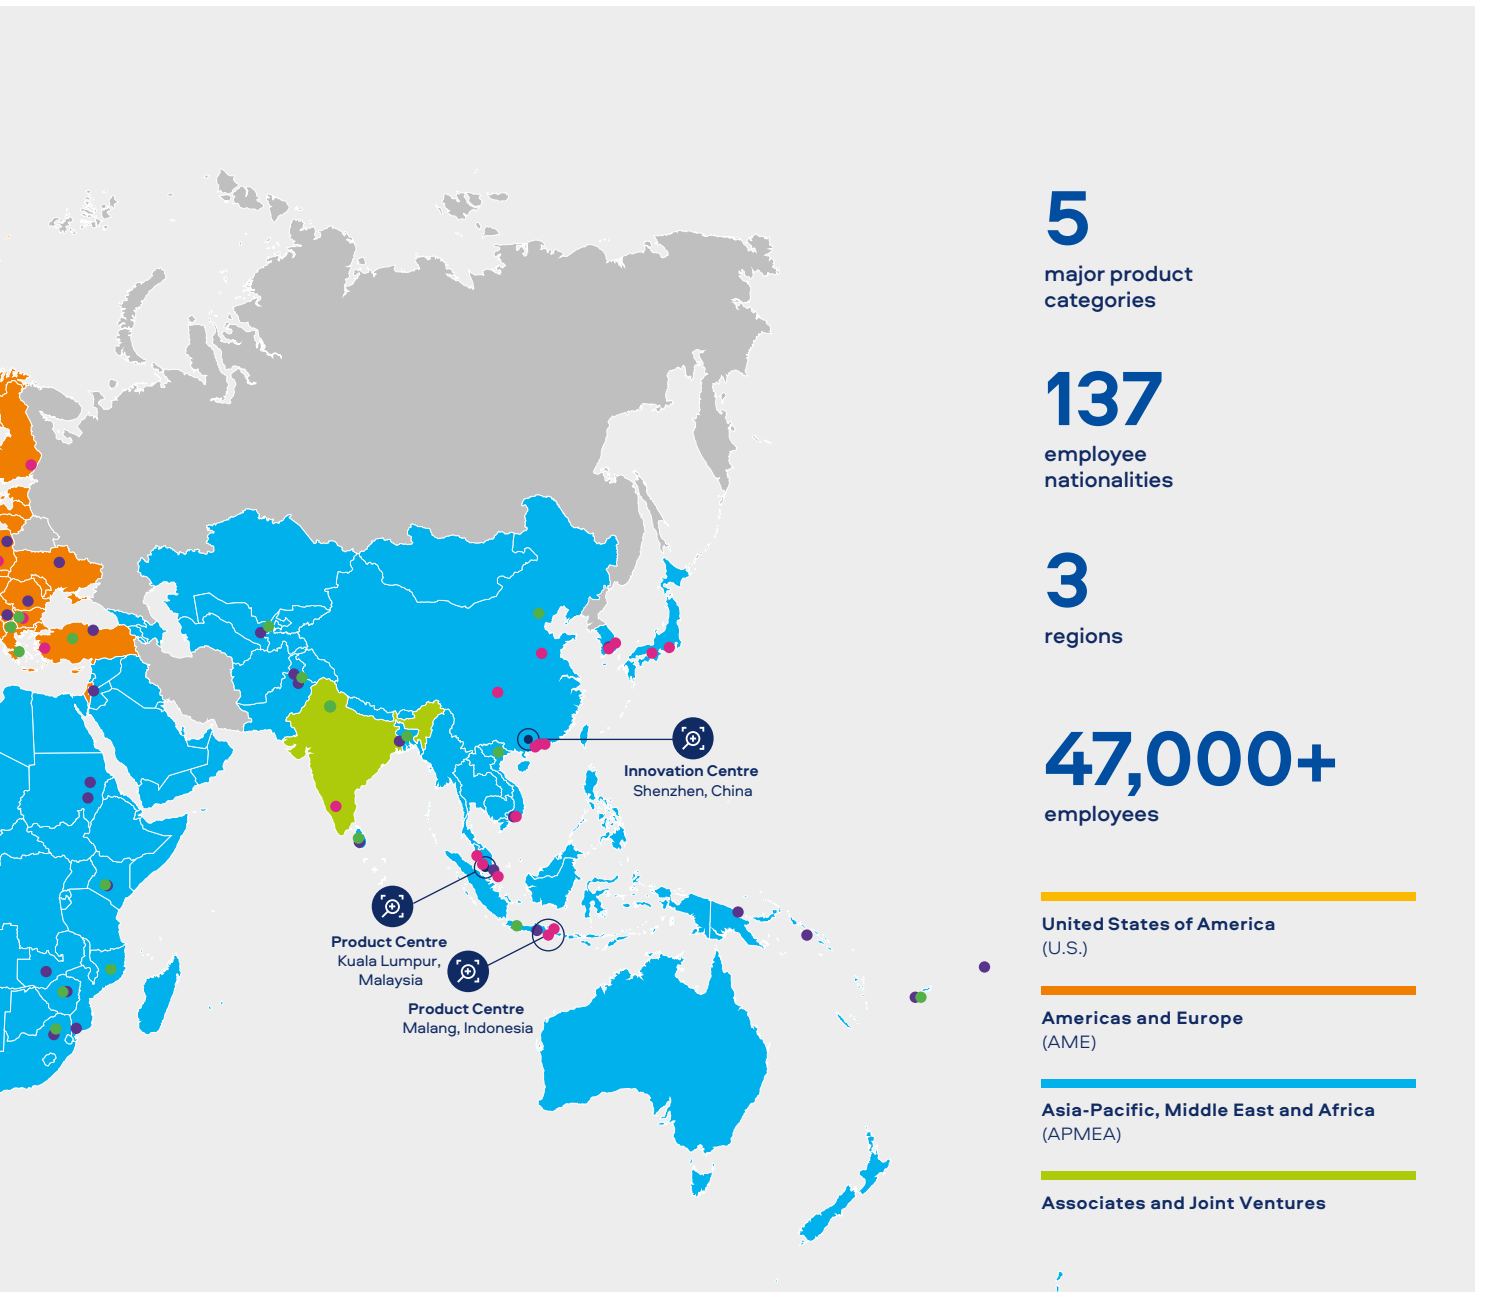 5
major product
categories
137
employee
nationalities
3
regions
47,000+
employees
Innovation Centre
Shenzhen, China
Product Centre
Kuala Lumpur,
Malaysia
Product Centre
Malang, Indonesia
United States of America
(U.S.)
Americas and Europe
(AME)
Asia-Pacific, Middle East and Africa
(APMEA)
Associates and Joint Ventures